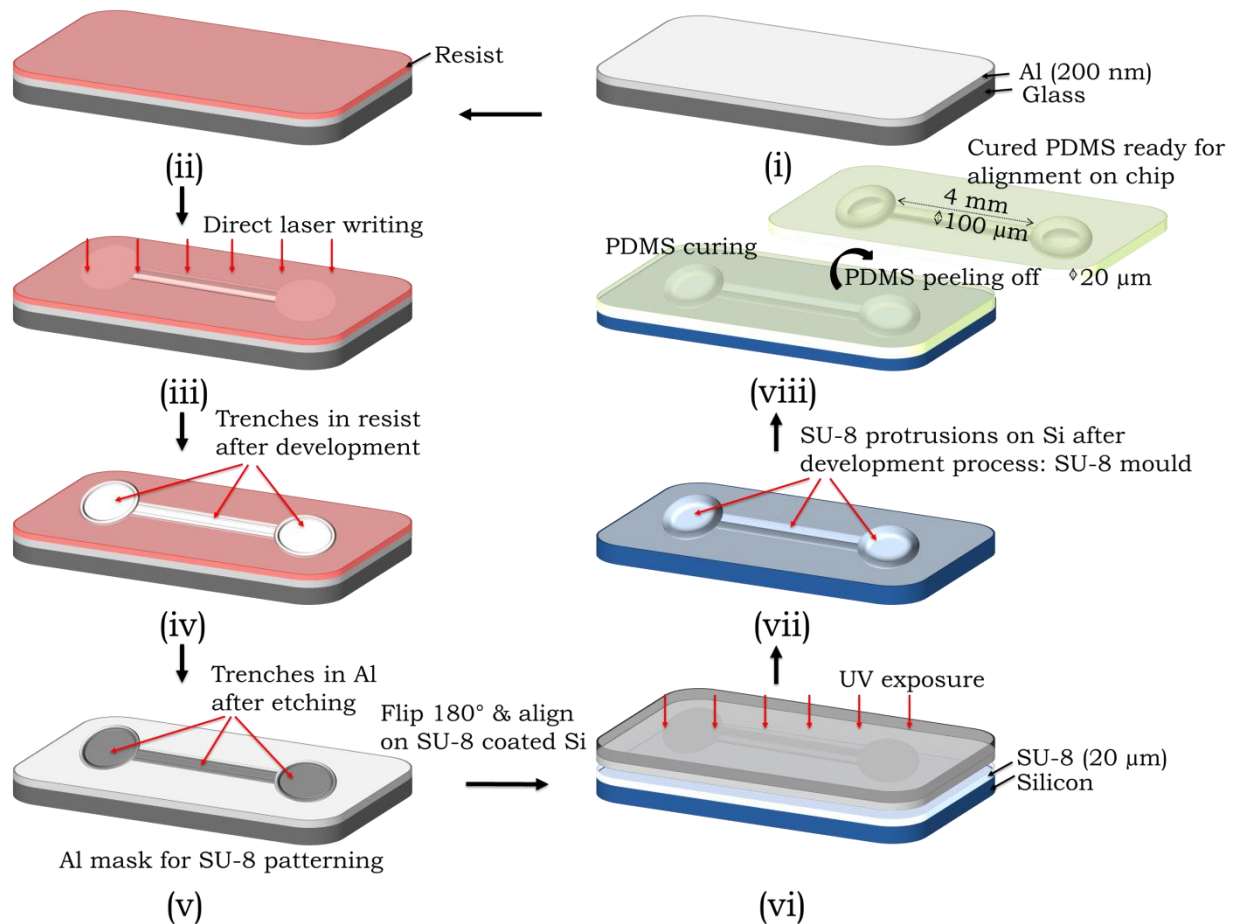 Resist
(ii)
Al (200 nm)
Glass
(i)
Direct laser writing
(iii)
Trenches in resist
after development
(iv)
Trenches in Al
after etching
Al mask for SU-8 patterning
(v)
Flip 180° & align
on SU-8 coated Si
UV exposure
SU-8 (20 µm)
Silicon
(vi)
(vii)
SU-8 protrusions on Si after
development process: SU-8 mould
(viii)
PDMS curing
PDMS peeling off
Cured PDMS ready for
alignment on chip
4 mm
100 µm
20 µm